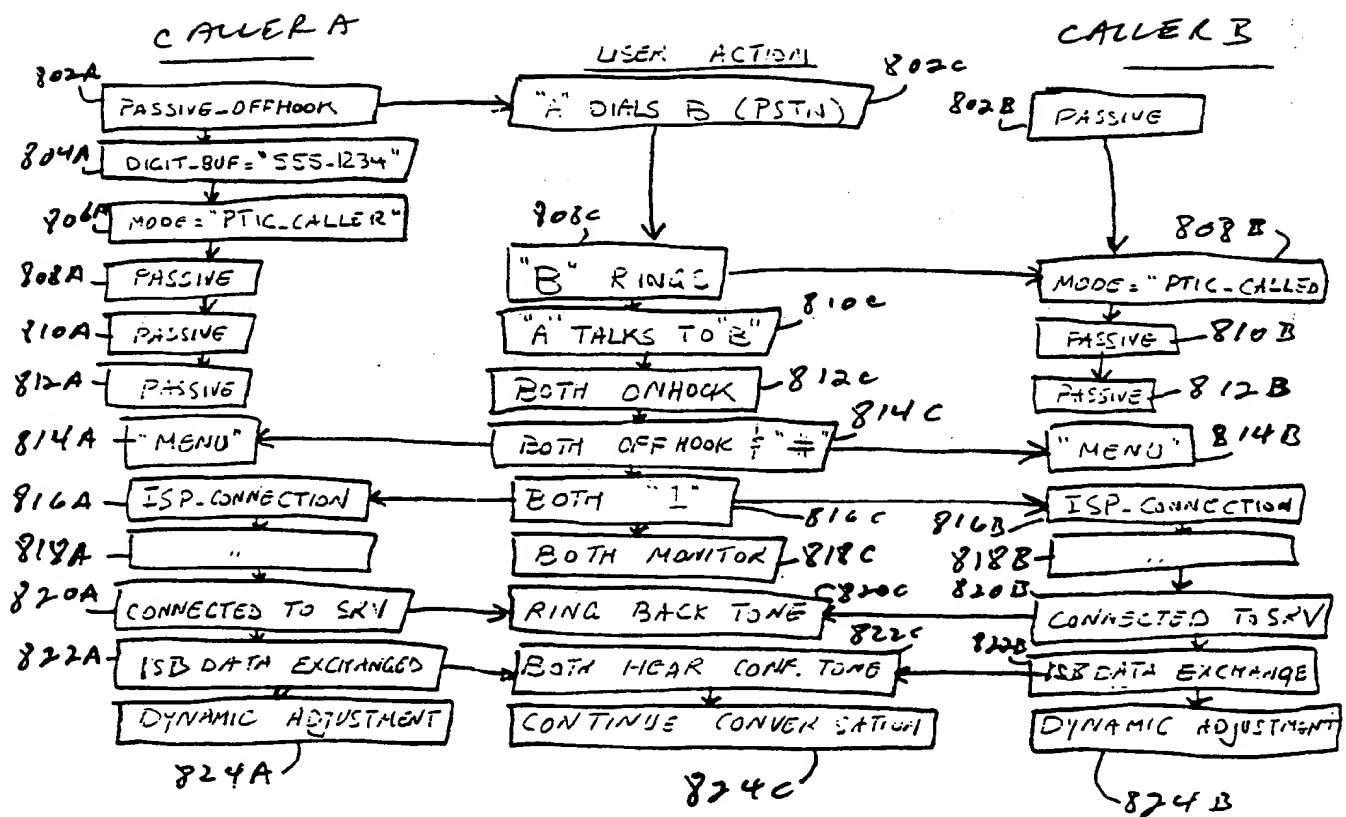 CALLER A
USER ACTION
CALLER B
802A
PASSIVE_OFFHOOK
"A" DIALS B (PSTN)
802C
802B
PASSIVE
804A
DIGIT_BUF="555-1234"
806A
MODE="PTIC_CALLER"
808C
808B
808A
PASSIVE
"B" RINGS
MODE="PTIC_CALLED
810A
PASSIVE
"A" TALKS TO "B"
810C
PASSIVE
810B
812A
PASSIVE
BOTH ONHOOK
812C
PASSIVE
812B
814A
"MENU"
BOTH OFFHOOK & "#"
814C
"MENU"
814B
816A
ISP_CONNECTION
BOTH "1"
816C
816B
ISP_CONNECTION
818A
..
BOTH MONITOR
818C
818B
..
820A
CONNECTED TO SRV
RING BACK TONE
820C
820B
CONNECTED TO SRV
822A
ISB DATA EXCHANGED
BOTH HEAR CONF. TONE
822C
822B
ISB DATA EXCHANGE
DYNAMIC ADJUSTMENT
CONTINUE CONVERSATION
DYNAMIC ADJUSTMENT
824A
824C
824B